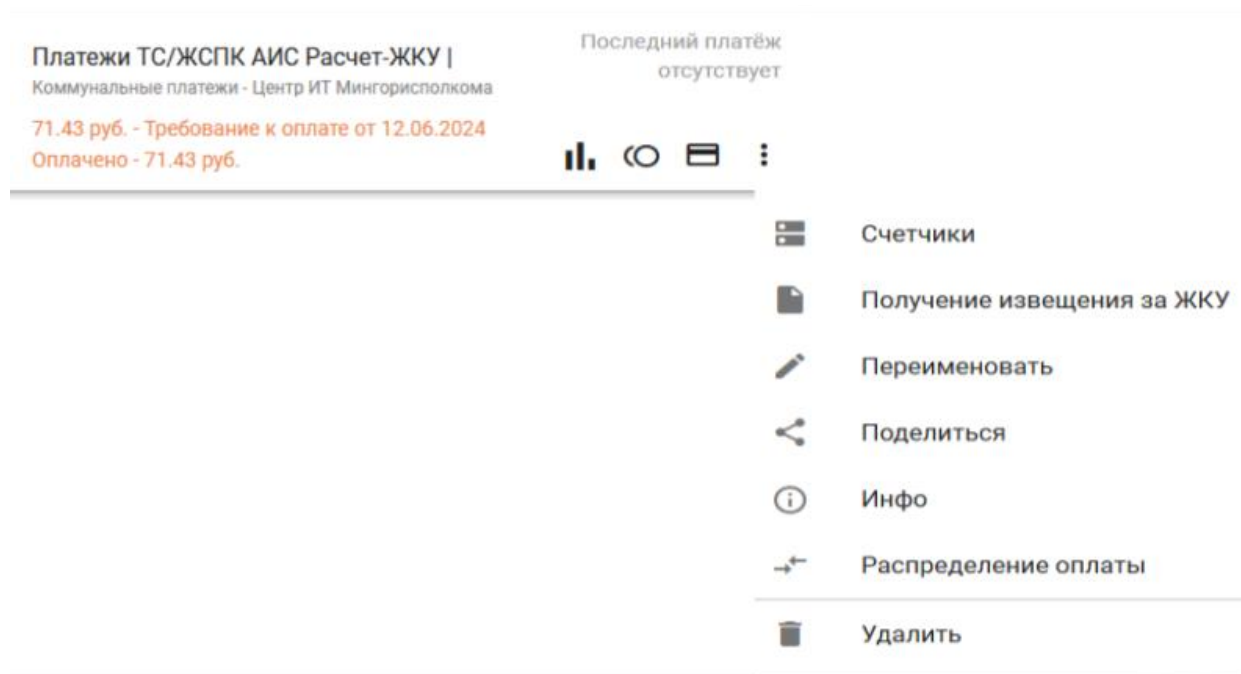 Платежи ТС/ЖСПК АИС Расчет-ЖКУ |
Коммунальные платежи - Центр ИТ Мингорисполкома
71.43 руб. - Требование к оплате от 12.06.2024
Оплачено - 71.43 руб.
Последний платёж
отсутствует
Счетчики
Получение извещения за ЖКУ
Переименовать
Поделиться
Инфо
Распределение оплаты
Удалить